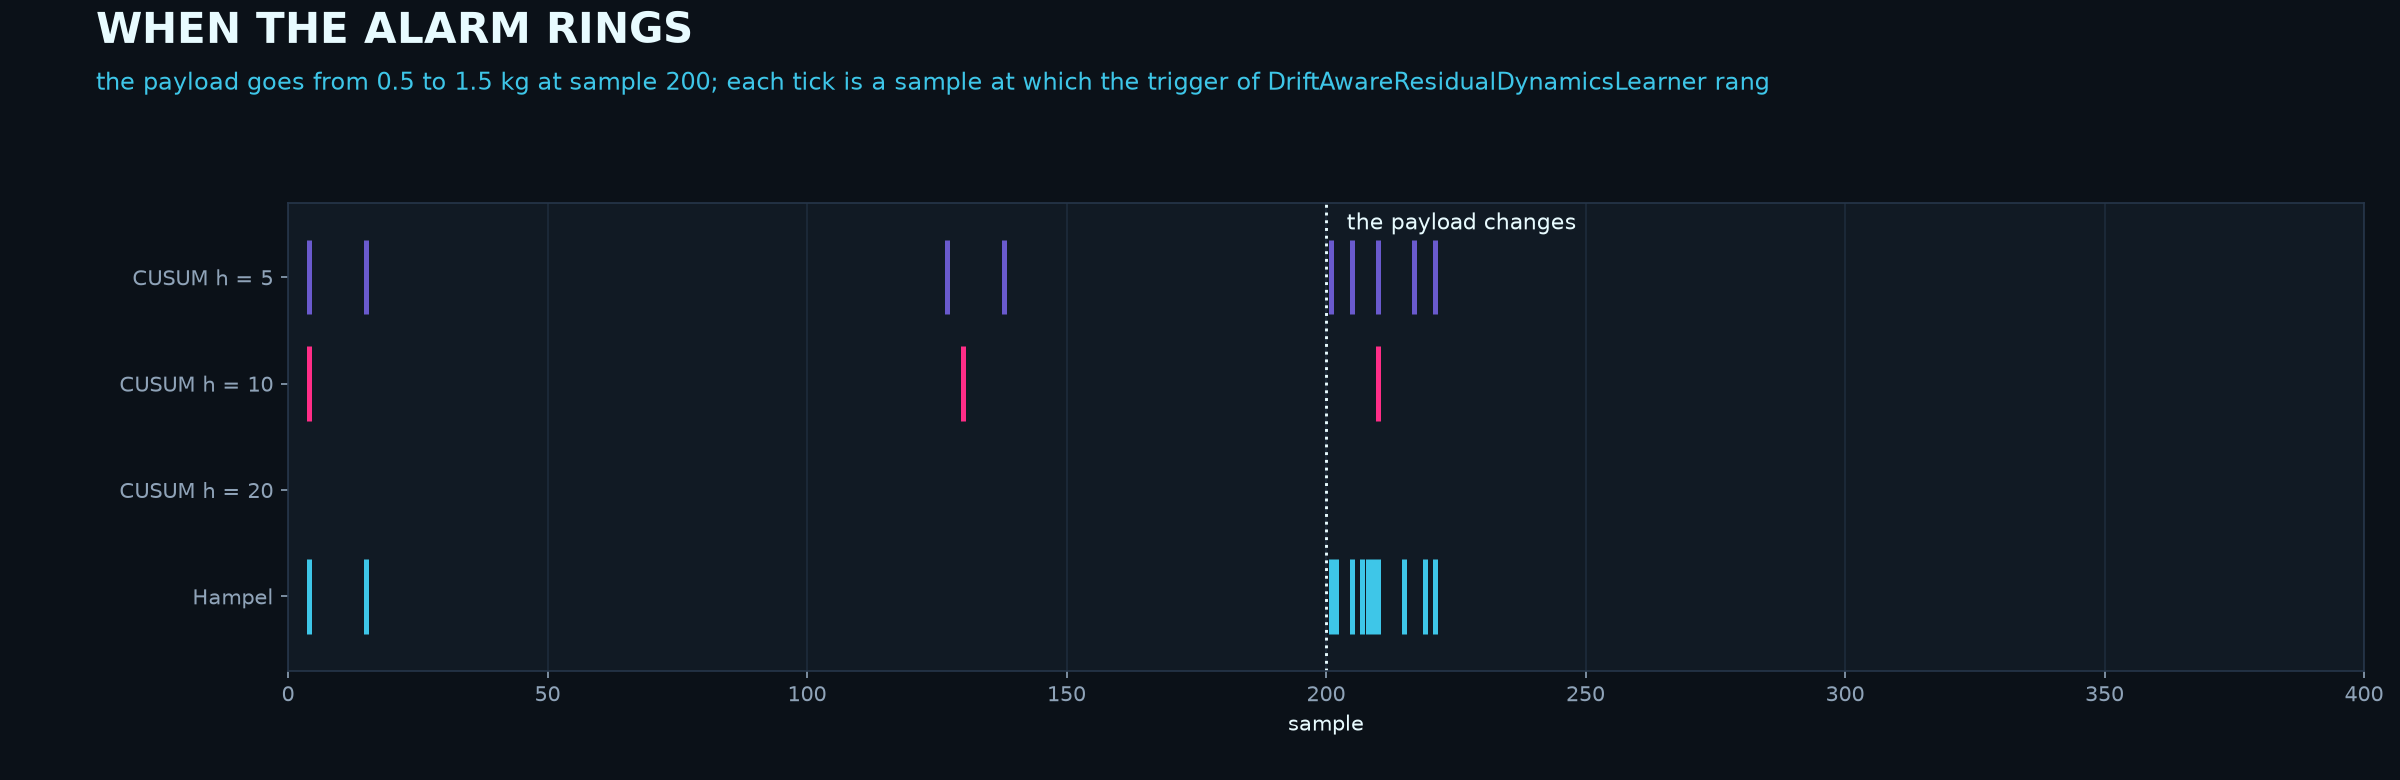 WHEN THE ALARM RINGS
the payload goes from 0.5 to 1.5 kg at sample 200; each tick is a sample at which the trigger of DriftAwareResidualDynamicsLearner rang
the payload changes
CUSUM h = 5
CUSUM h = 10
CUSUM h = 20
Hampel
0 50 100 150 200 250 300 350 400
sample